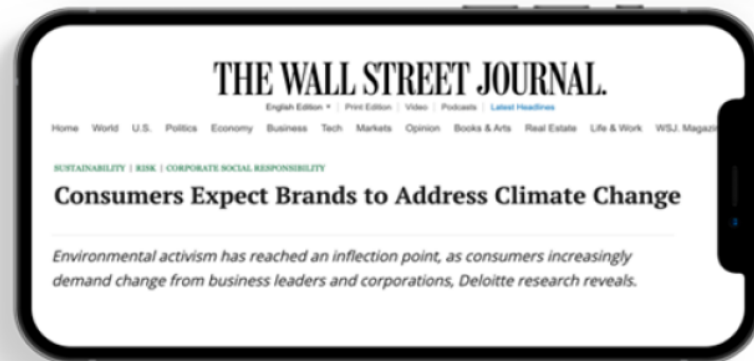 THE WALL STREET JOURNAL.
English Edition | Print Edition | Video | Podcasts | Latest Headlines
Home World U.S. Politics Economy Business Tech Markets Opinion Books & Arts Real Estate Life & Work WSJ. Magazin
SUSTAINABILITY | RISK | CORPORATE SOCIAL RESPONSIBILITY
Consumers Expect Brands to Address Climate Change
Environmental activism has reached an inflection point, as consumers increasingly
demand change from business leaders and corporations, Deloitte research reveals.